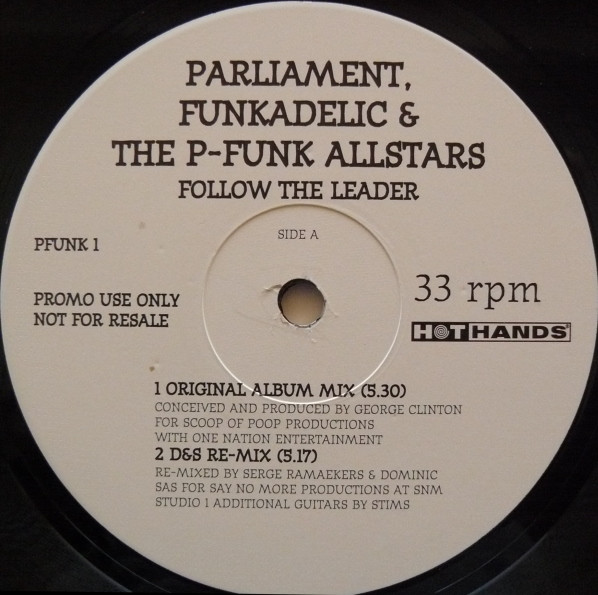 PARLIAMENT,
FUNKADELIC &
THE P-FUNK ALLSTARS
FOLLOW THE LEADER
SIDE A
PFUNK 1
33 rpm
PROMO USE ONLY
NOT FOR RESALE
HOTHANDS
1 ORIGINAL ALBUM MIX (5.30)
CONCEIVED AND PRODUCED BY GEORGE CLINTON
FOR SCOOP OF POOP PRODUCTIONS
WITH ONE NATION ENTERTAINMENT
2 D&S RE-MIX (5.17)
RE-MIXED BY SERGE RAMAEKERS & DOMINIC
SAS FOR SAY NO MORE PRODUCTIONS AT SNM
STUDIO 1 ADDITIONAL GUITARS BY STIMS